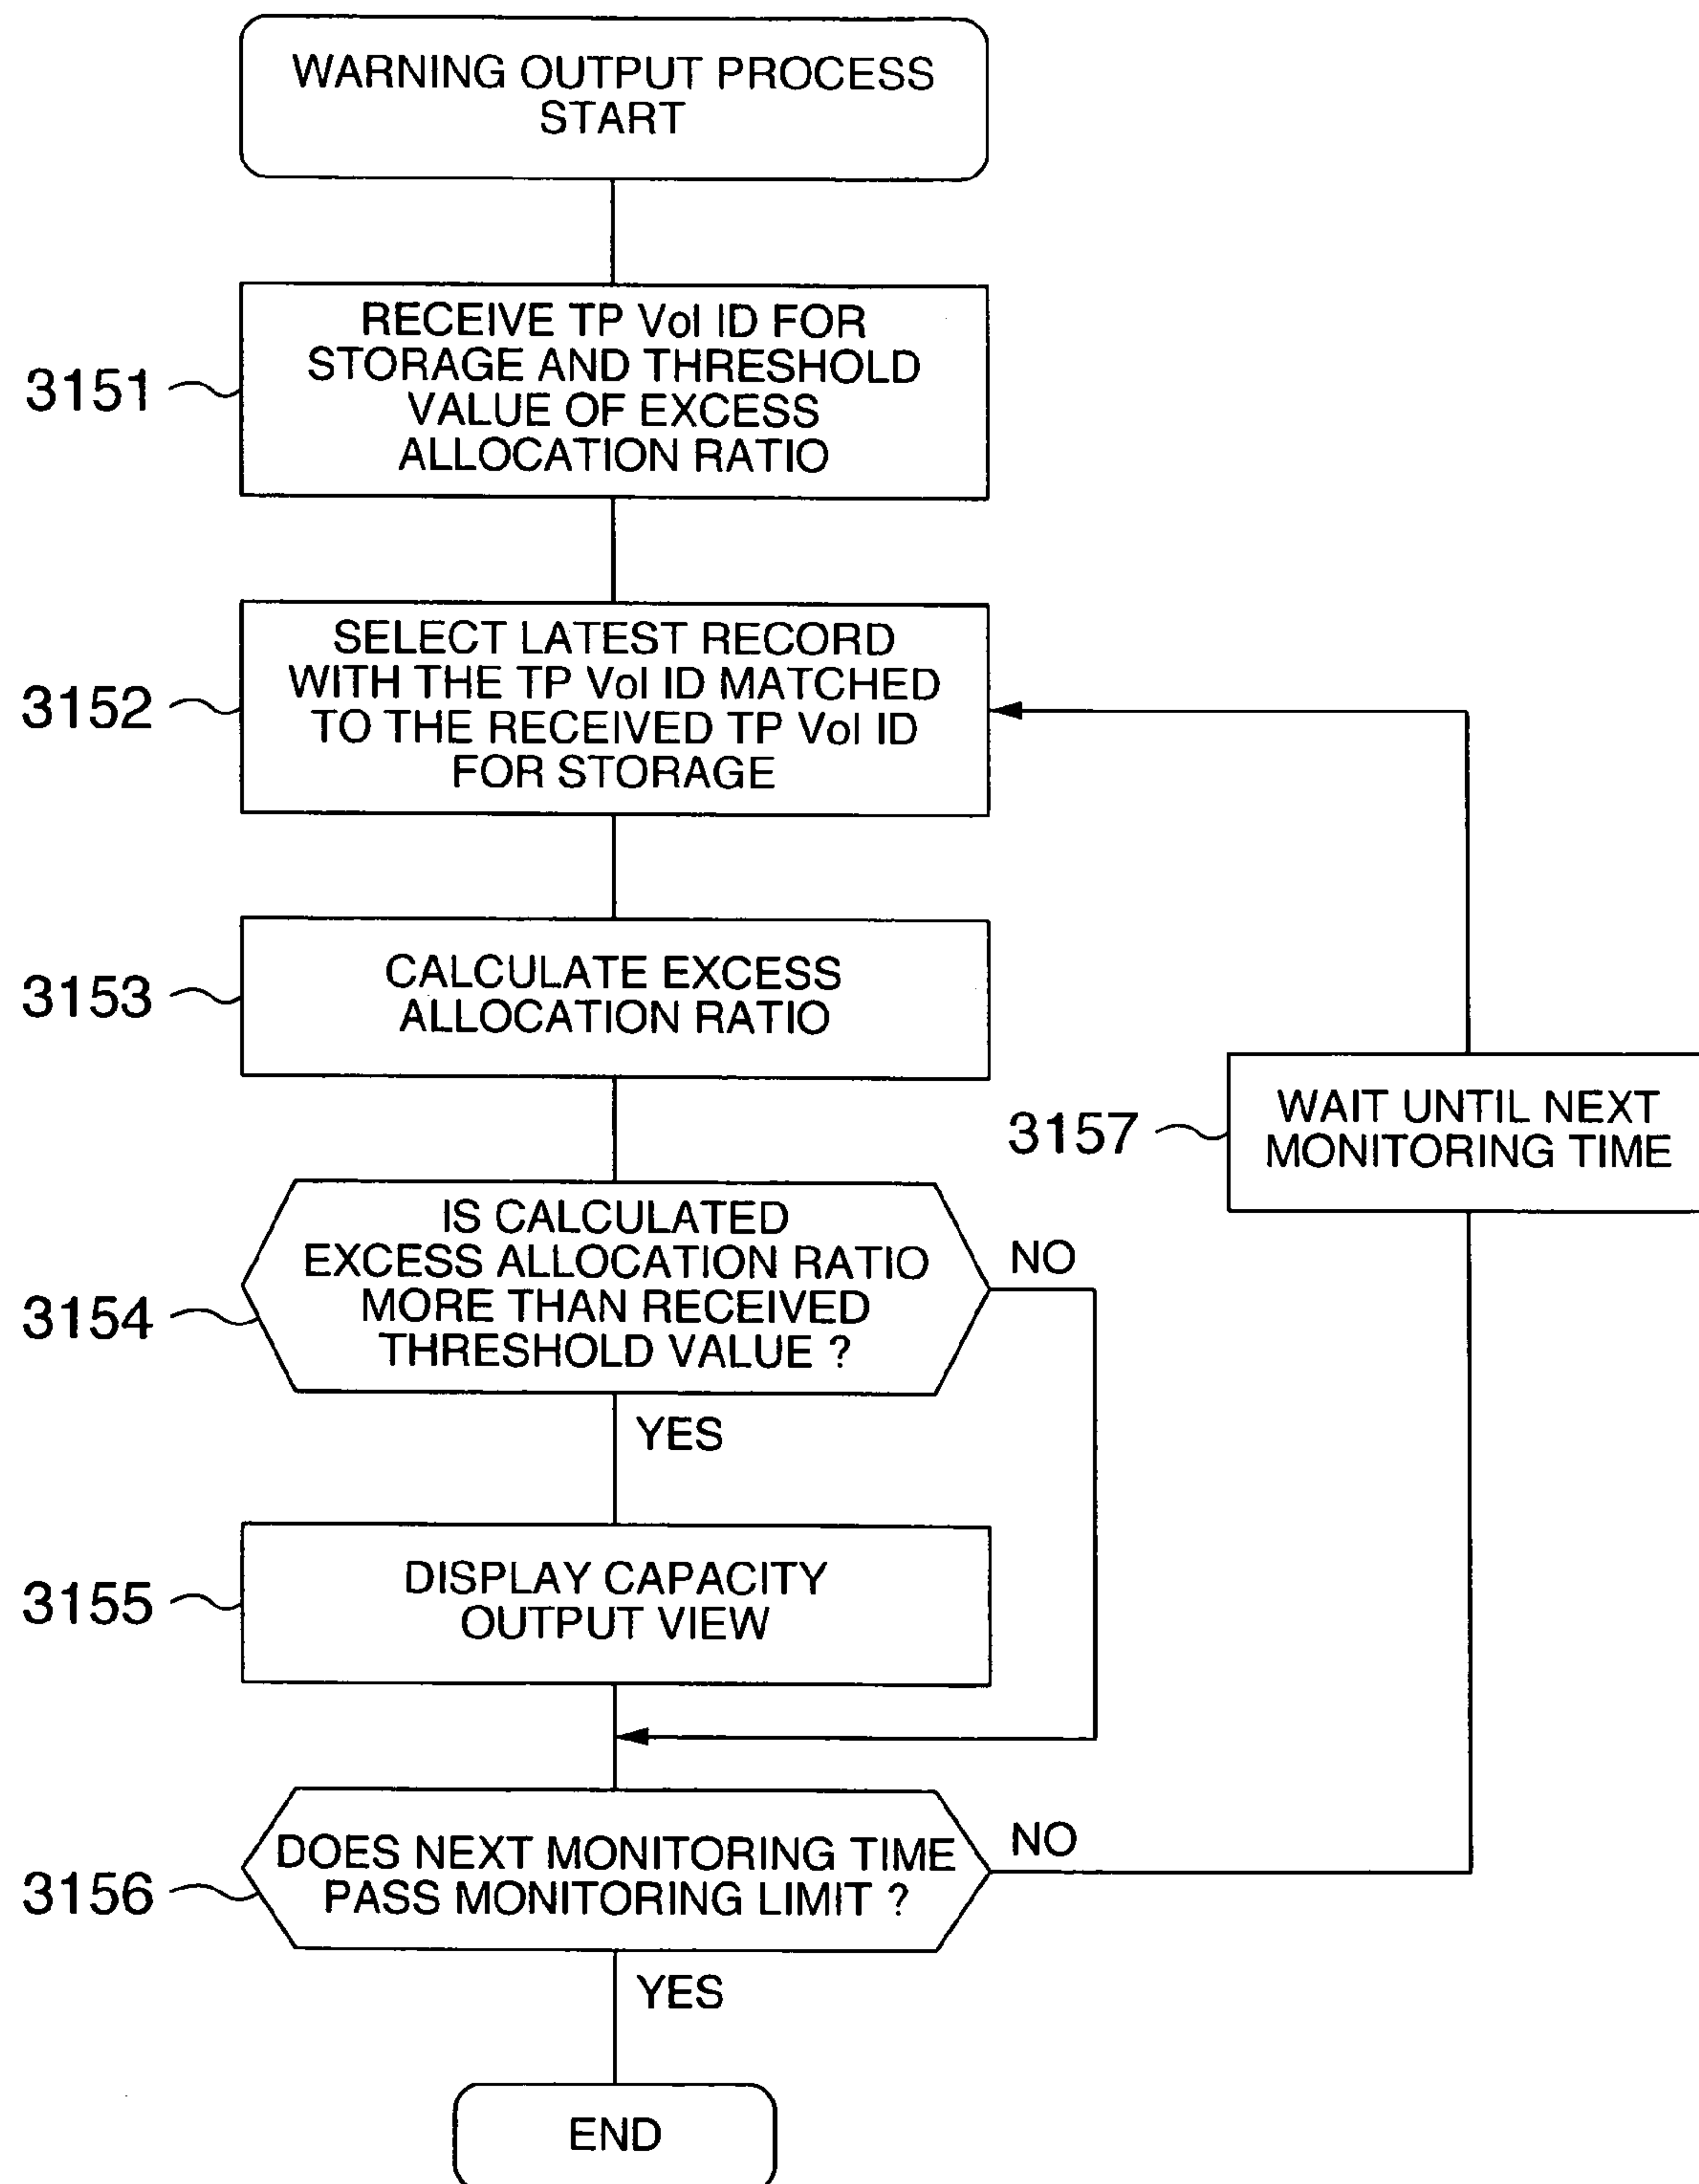 WARNING OUTPUT PROCESS
START
RECEIVE TP Vol ID FOR
STORAGE AND THRESHOLD
VALUE OF EXCESS
ALLOCATION RATIO
3151
SELECT LATEST RECORD
WITH THE TP Vol ID MATCHED
TO THE RECEIVED TP Vol ID
FOR STORAGE
3152
CALCULATE EXCESS
ALLOCATION RATIO
3153
WAIT UNTIL NEXT
MONITORING TIME
3157
IS CALCULATED
EXCESS ALLOCATION RATIO
MORE THAN RECEIVED
THRESHOLD VALUE ?
NO
3154
YES
DISPLAY CAPACITY
OUTPUT VIEW
3155
DOES NEXT MONITORING TIME
PASS MONITORING LIMIT ?
NO
3156
YES
END